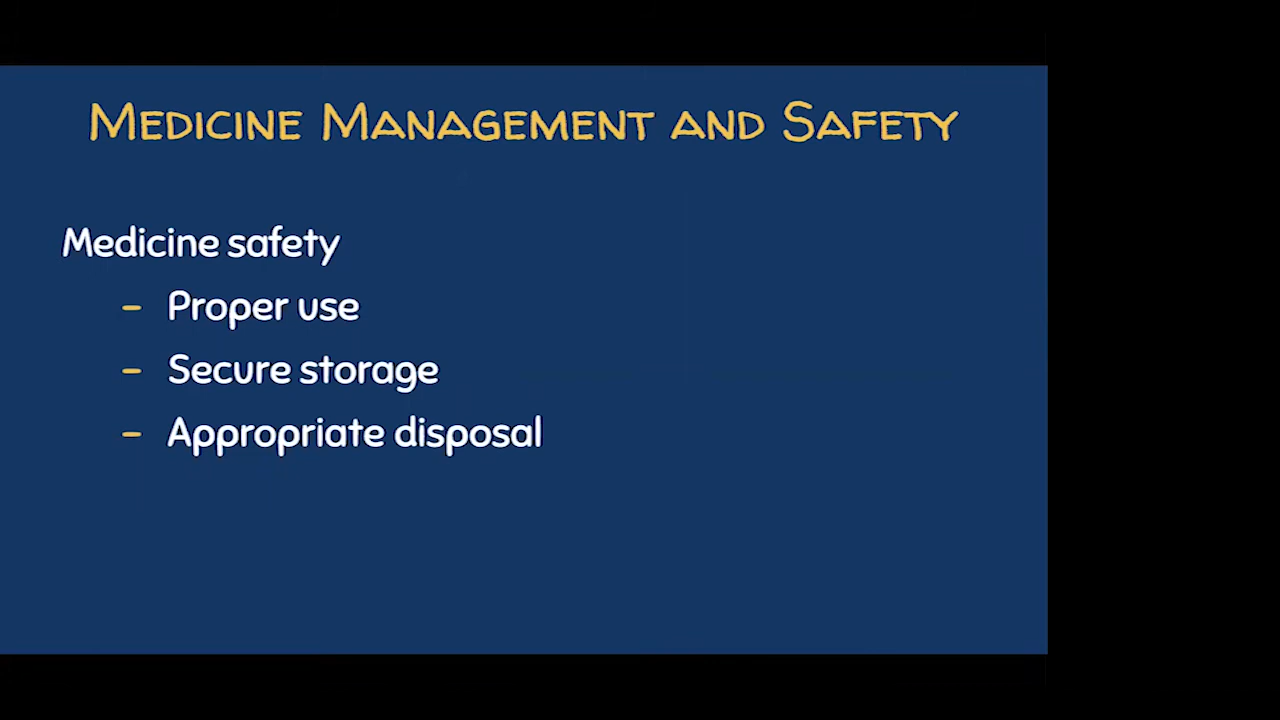 Medicine Management and Safety
Medicine safety
- Proper use
- Secure storage
- Appropriate disposal